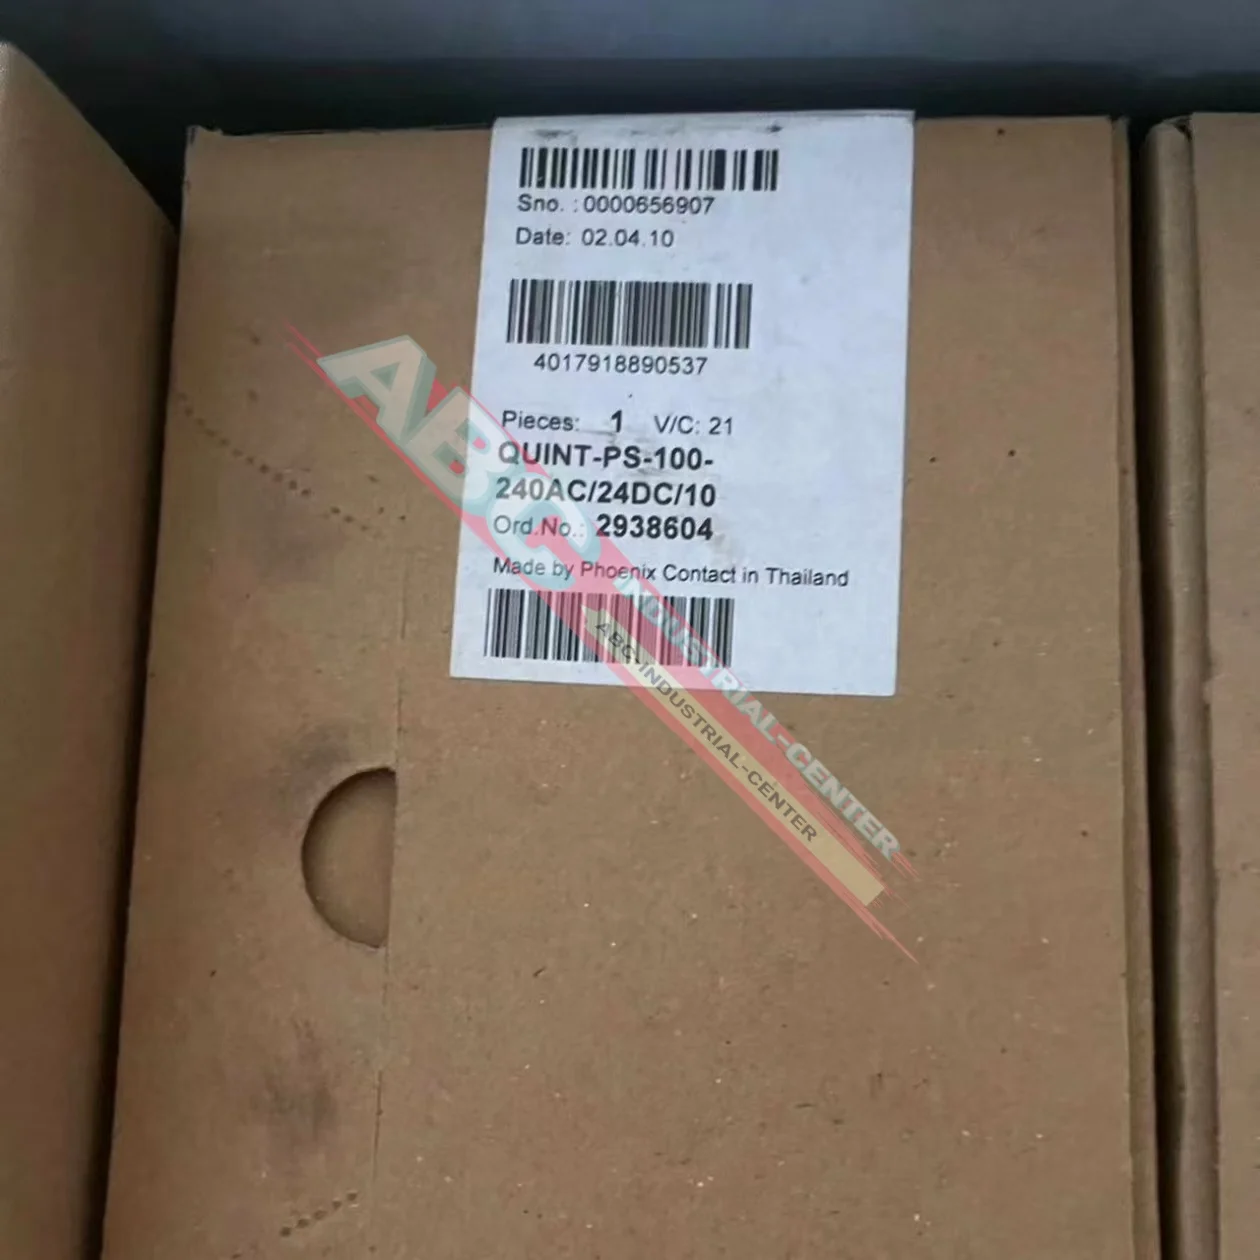 Sno. : 0000656907
Date: 02.04.10
4017918890537
Pieces: 1 V/C: 21
QUINT-PS-100-
240AC/24DC/10
Ord.No.: 2938604
Made by Phoenix Contact in Thailand
ABC
INDUSTRIAL-CENTER
ABC-INDUSTRIAL-CENTER